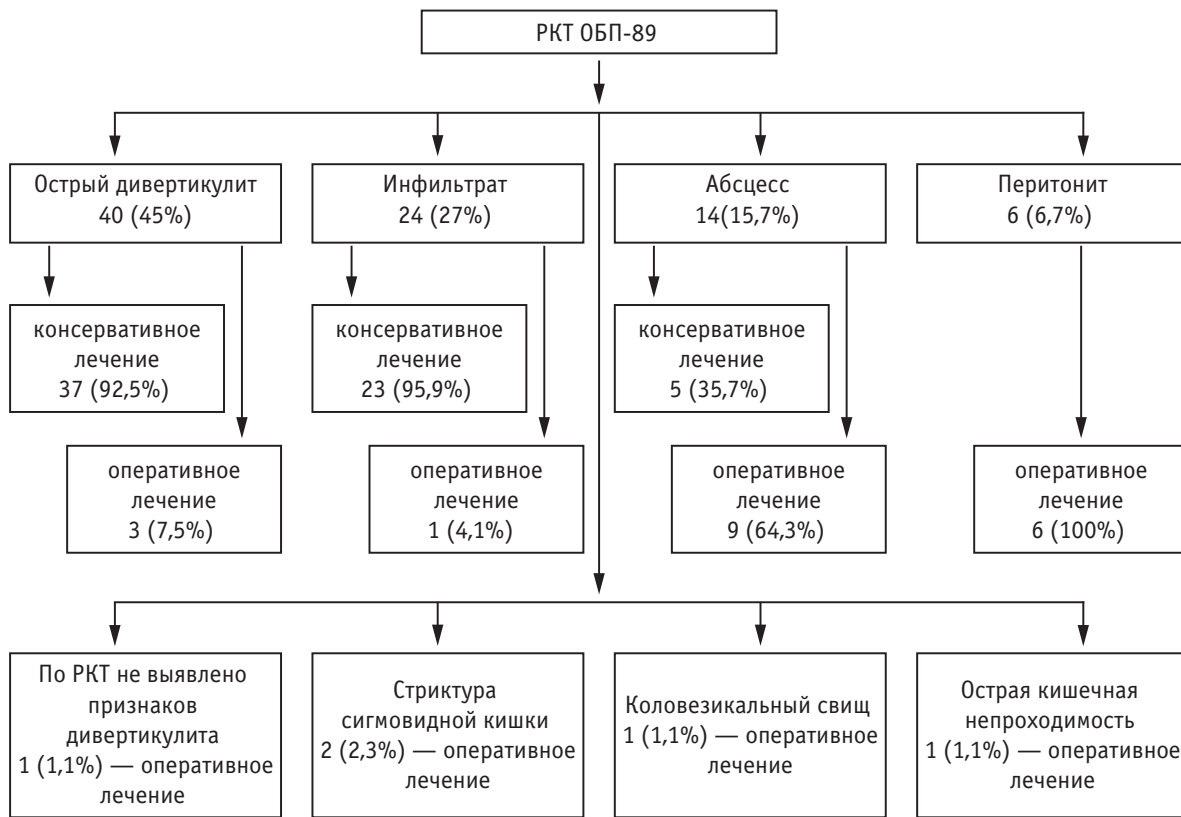 РКТ ОБП-89
Острый дивертикулит
40 (45%)
Инфильтрат
24 (27%)
Абсцесс
14(15,7%)
Перитонит
6 (6,7%)
консервативное
лечение
37 (92,5%)
консервативное
лечение
23 (95,9%)
консервативное
лечение
5 (35,7%)
оперативное
лечение
3 (7,5%)
оперативное
лечение
1 (4,1%)
оперативное
лечение
9 (64,3%)
оперативное
лечение
6 (100%)
По РКТ не выявлено
признаков
дивертикулита
1 (1,1%) — оперативное
лечение
Стриктура
сигмовидной кишки
2 (2,3%) — оперативное
лечение
Коловезикальный свищ
1 (1,1%) — оперативное
лечение
Острая кишечная
непроходимость
1 (1,1%) — оперативное
лечение